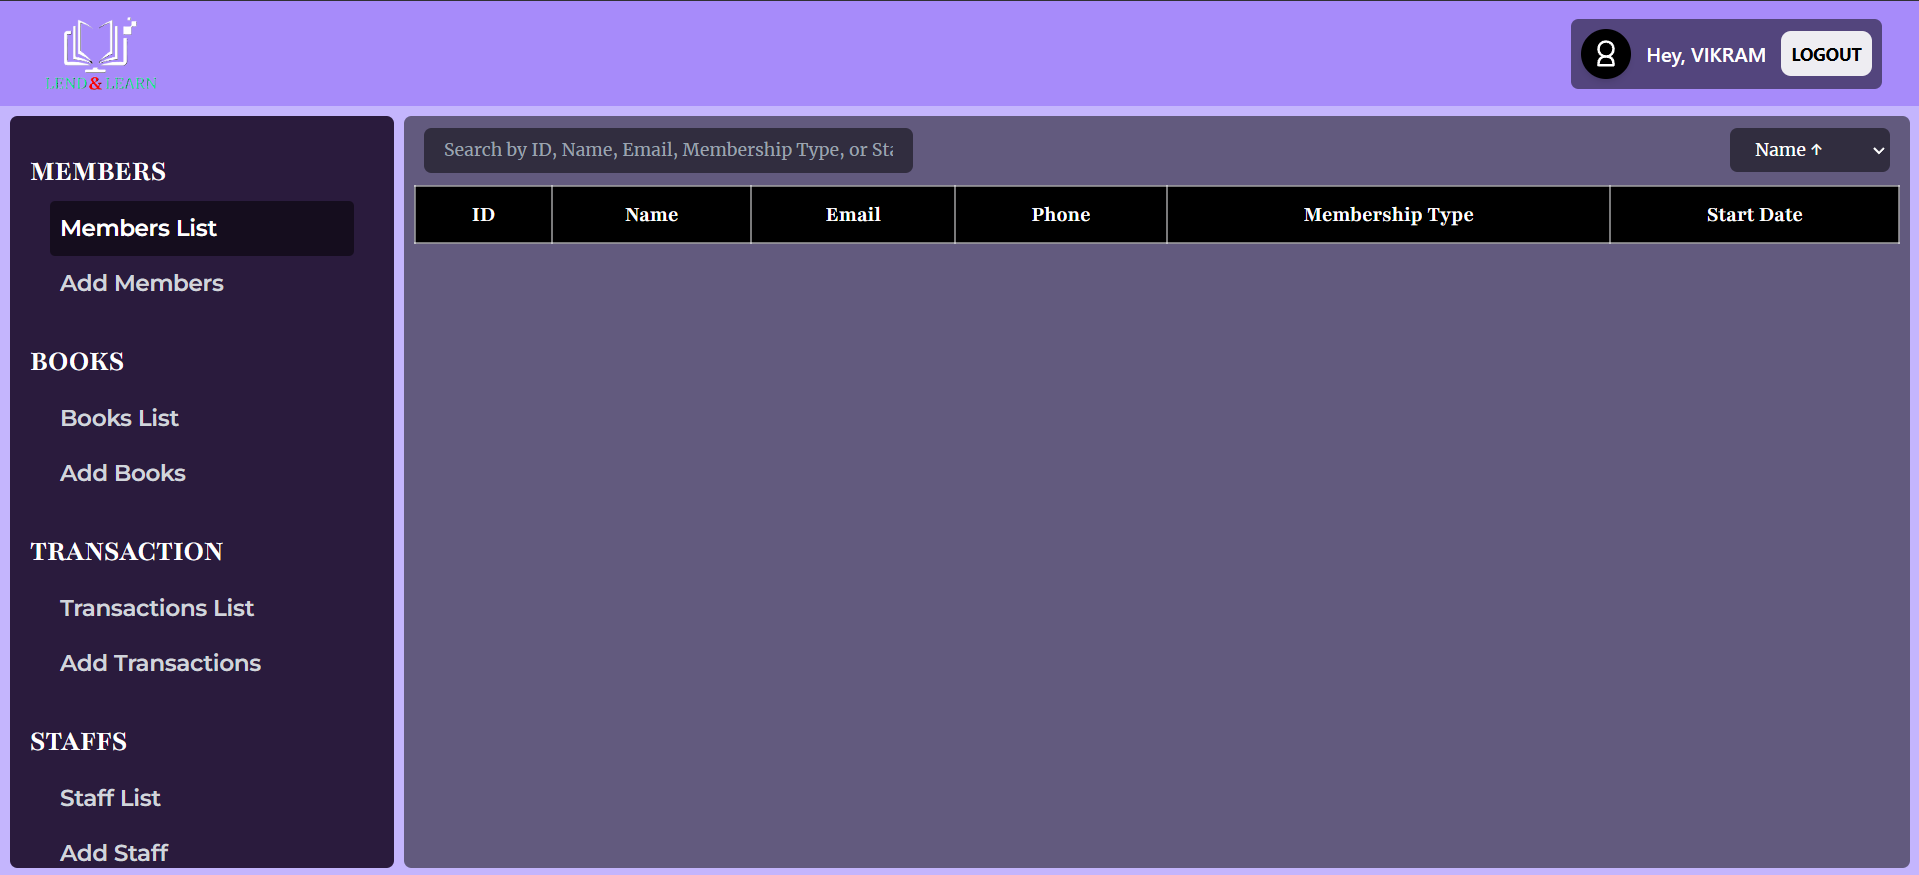 LEND & LEARN
Hey, VIKRAM
LOGOUT
MEMBERS
Members List
Add Members
BOOKS
Books List
Add Books
TRANSACTION
Transactions List
Add Transactions
STAFFS
Staff List
Add Staff
Search by ID, Name, Email, Membership Type, or Sta
Name ↑
ID Name Email Phone Membership Type Start Date